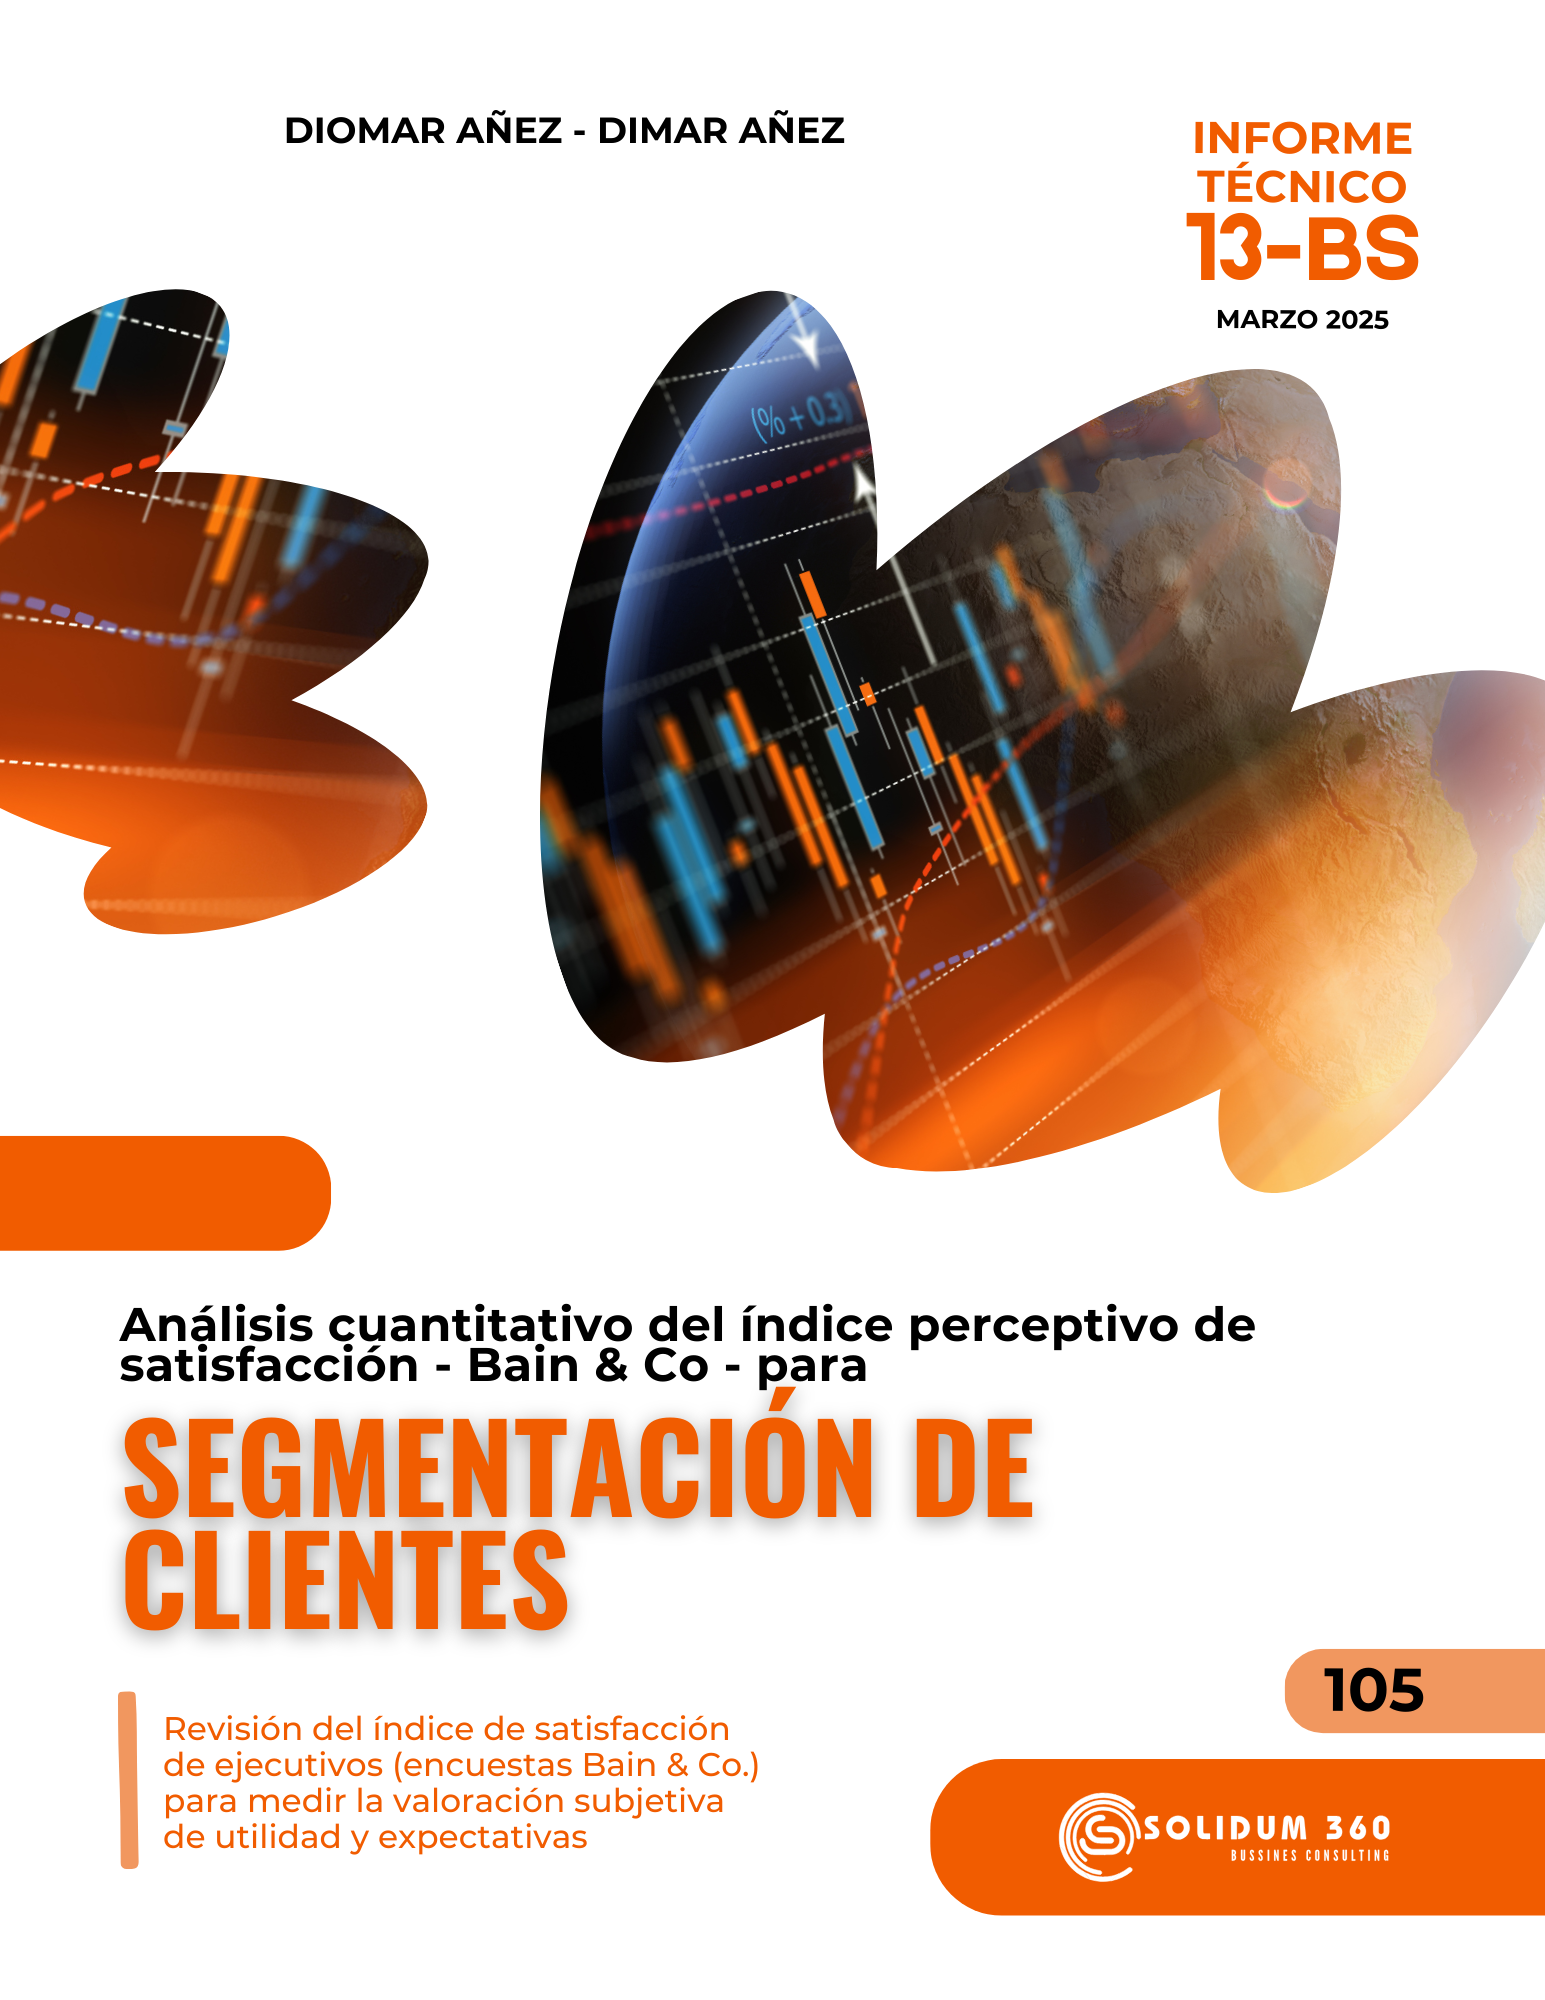 DIOMAR AÑEZ - DIMAR AÑEZ
INFORME
TÉCNICO
13-BS
MARZO 2025
(% + 0.3)
Análisis cuantitativo del índice perceptivo de
satisfacción - Bain & Co - para
SEGMENTACIÓN DE
CLIENTES
105
Revisión del índice de satisfacción
de ejecutivos (encuestas Bain & Co.)
para medir la valoración subjetiva
de utilidad y expectativas
SOLIDUM 360
BUSSINES CONSULTING